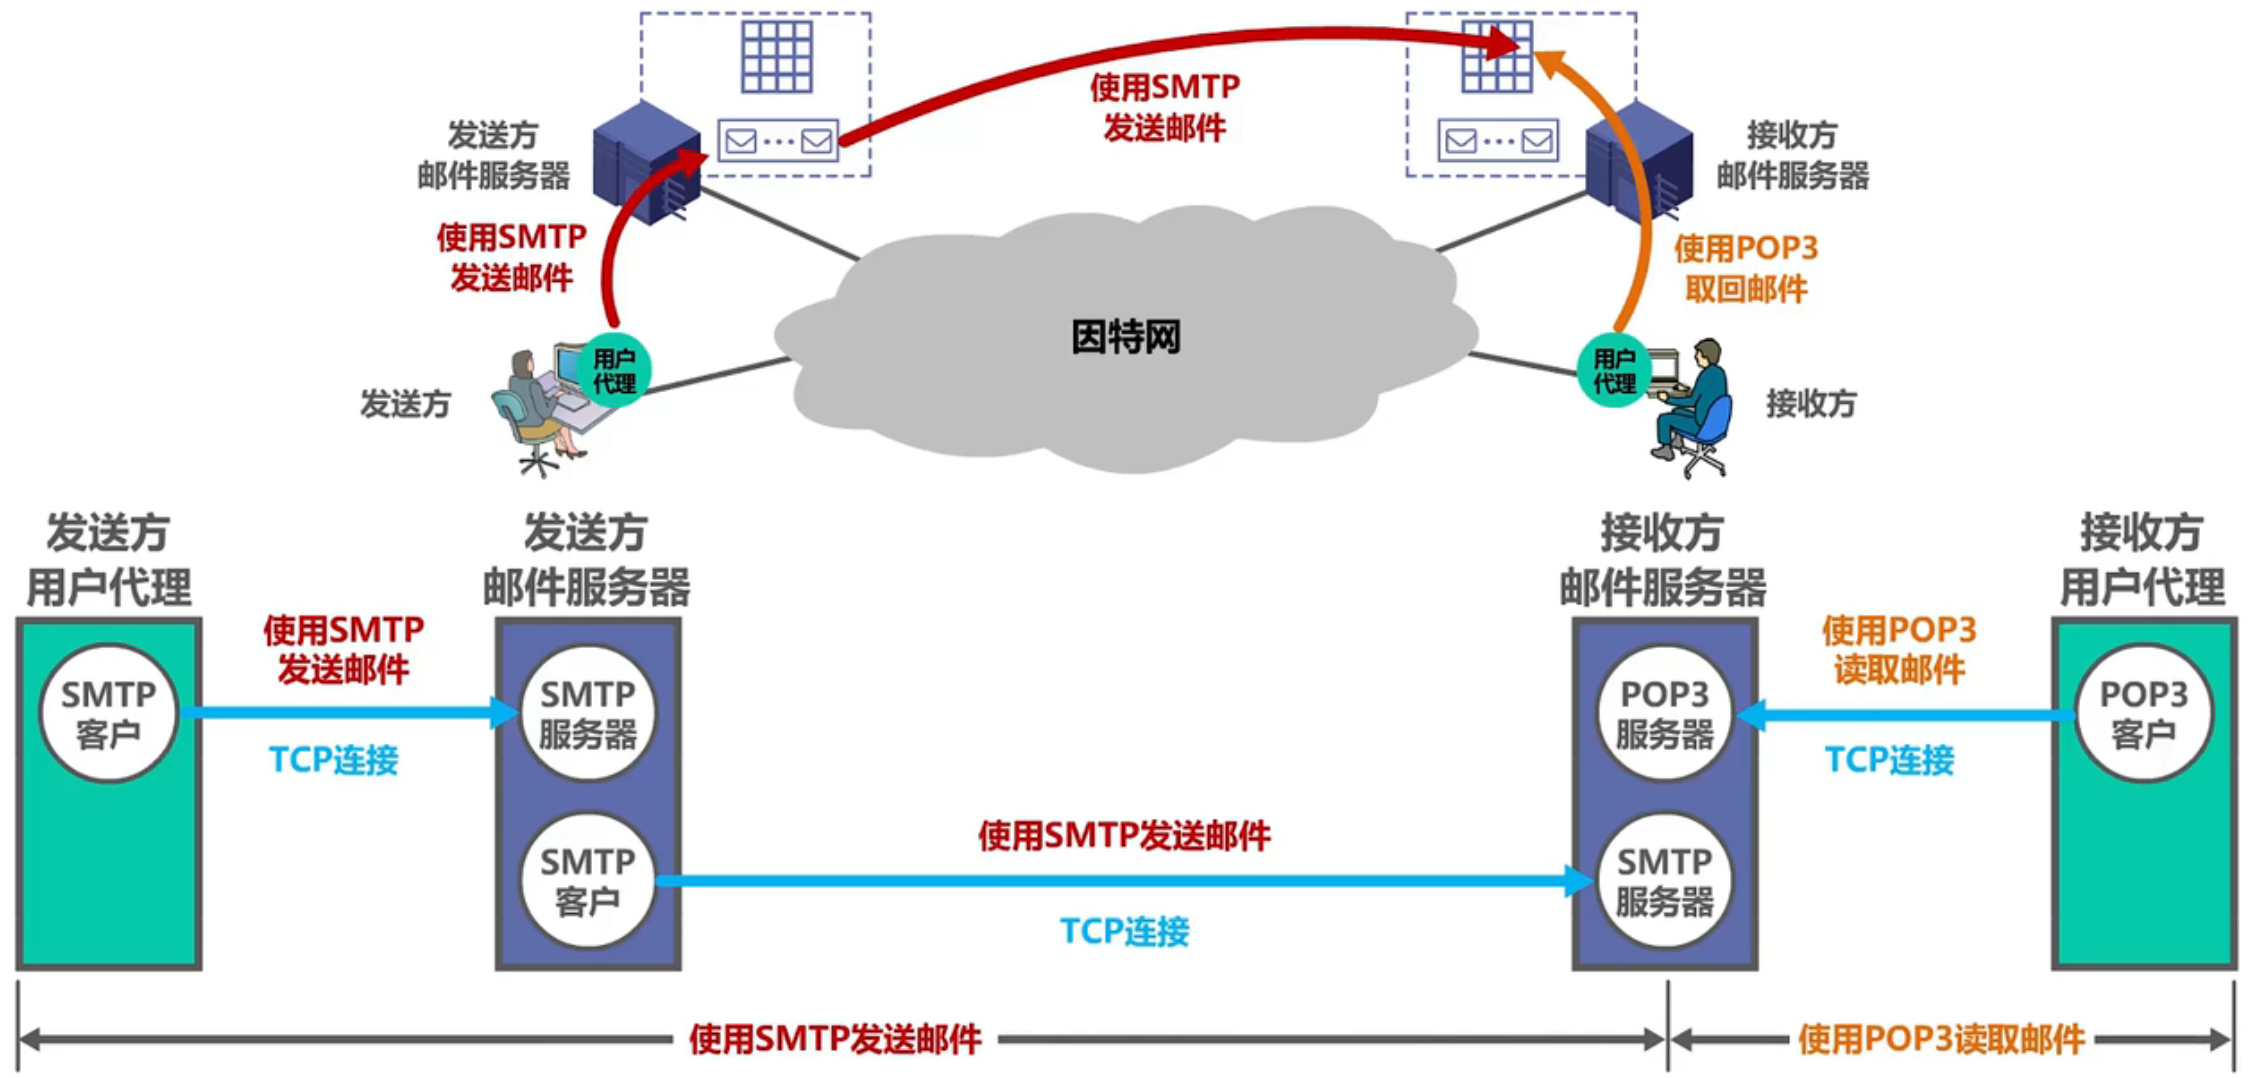 使用SMTP
发送邮件
发送方
邮件服务器
接收方
邮件服务器
使用SMTP
发送邮件
使用POP3
取回邮件
因特网
用户
代理
用户
代理
发送方
接收方
发送方
用户代理
发送方
邮件服务器
接收方
邮件服务器
接收方
用户代理
使用SMTP
发送邮件
使用POP3
读取邮件
SMTP
客户
SMTP
服务器
POP3
服务器
POP3
客户
TCP连接
TCP连接
使用SMTP发送邮件
SMTP
客户
SMTP
服务器
TCP连接
使用SMTP发送邮件
使用POP3读取邮件